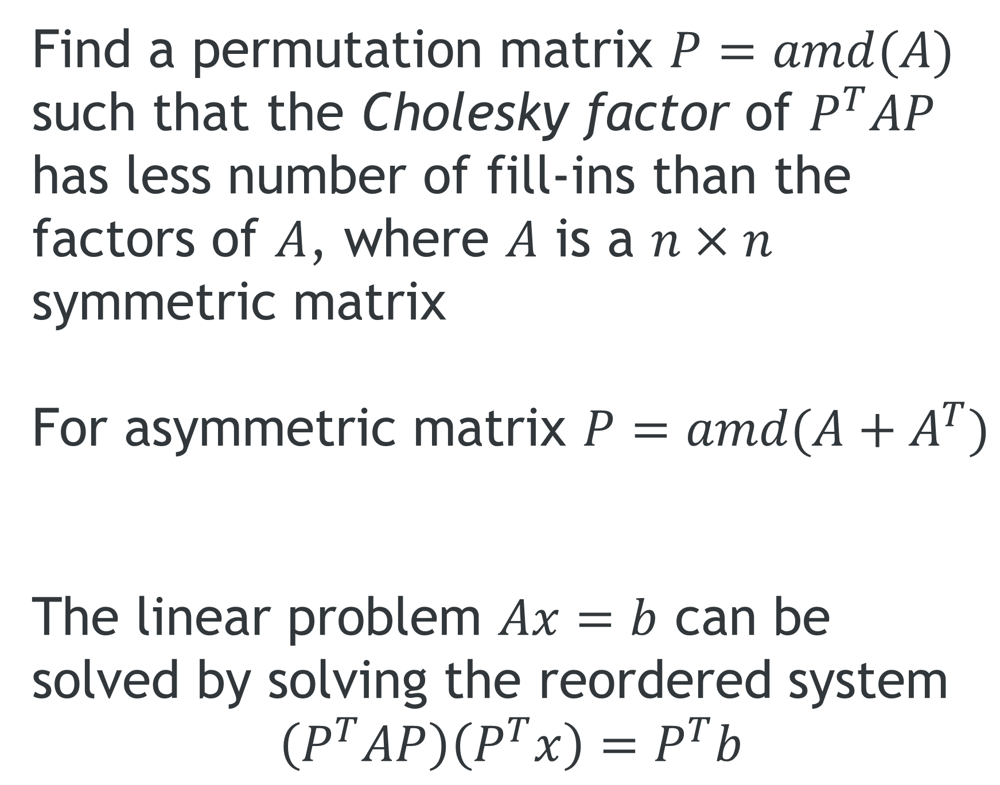 Find a permutation matrix P = amd(A)
such that the Cholesky factor of P^T AP
has less number of fill-ins than the
factors of A, where A is a n × n
symmetric matrix
For asymmetric matrix P = amd(A + A^T)
The linear problem Ax = b can be
solved by solving the reordered system
(P^T AP)(P^T x) = P^T b